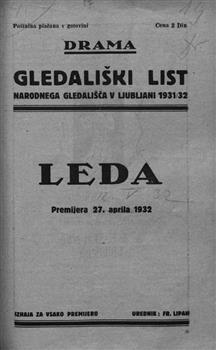 Poštnina plačana v gotovini Cena 2 Din
DRAMA
GLEDALIŠKI LIST
NARODNEGA GLEDALIŠČA V LJUBLJANI 1931/32
LEDA
Premijera 27. aprila 1932
IZHAJA ZA VSAKO PREMIJERO UREDNIK: FR. LIPAH